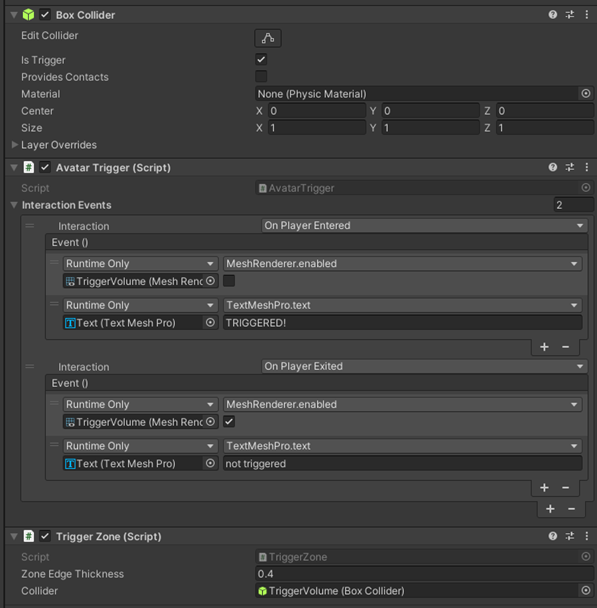 Box Collider
Edit Collider
Is Trigger
Provides Contacts
Material None (Physic Material)
Center X 0 Y 0 Z 0
Size X 1 Y 1 Z 1
Layer Overrides
# Avatar Trigger (Script)
Script # AvatarTrigger
Interaction Events 2
Interaction On Player Entered
Event ()
Runtime Only MeshRenderer.enabled
TriggerVolume (Mesh Renc
Runtime Only TextMeshPro.text
Text (Text Mesh Pro) TRIGGERED!
+ −
Interaction On Player Exited
Event ()
Runtime Only MeshRenderer.enabled
TriggerVolume (Mesh Renc
Runtime Only TextMeshPro.text
Text (Text Mesh Pro) not triggered
+ −
+ −
# Trigger Zone (Script)
Script # TriggerZone
Zone Edge Thickness 0.4
Collider TriggerVolume (Box Collider)